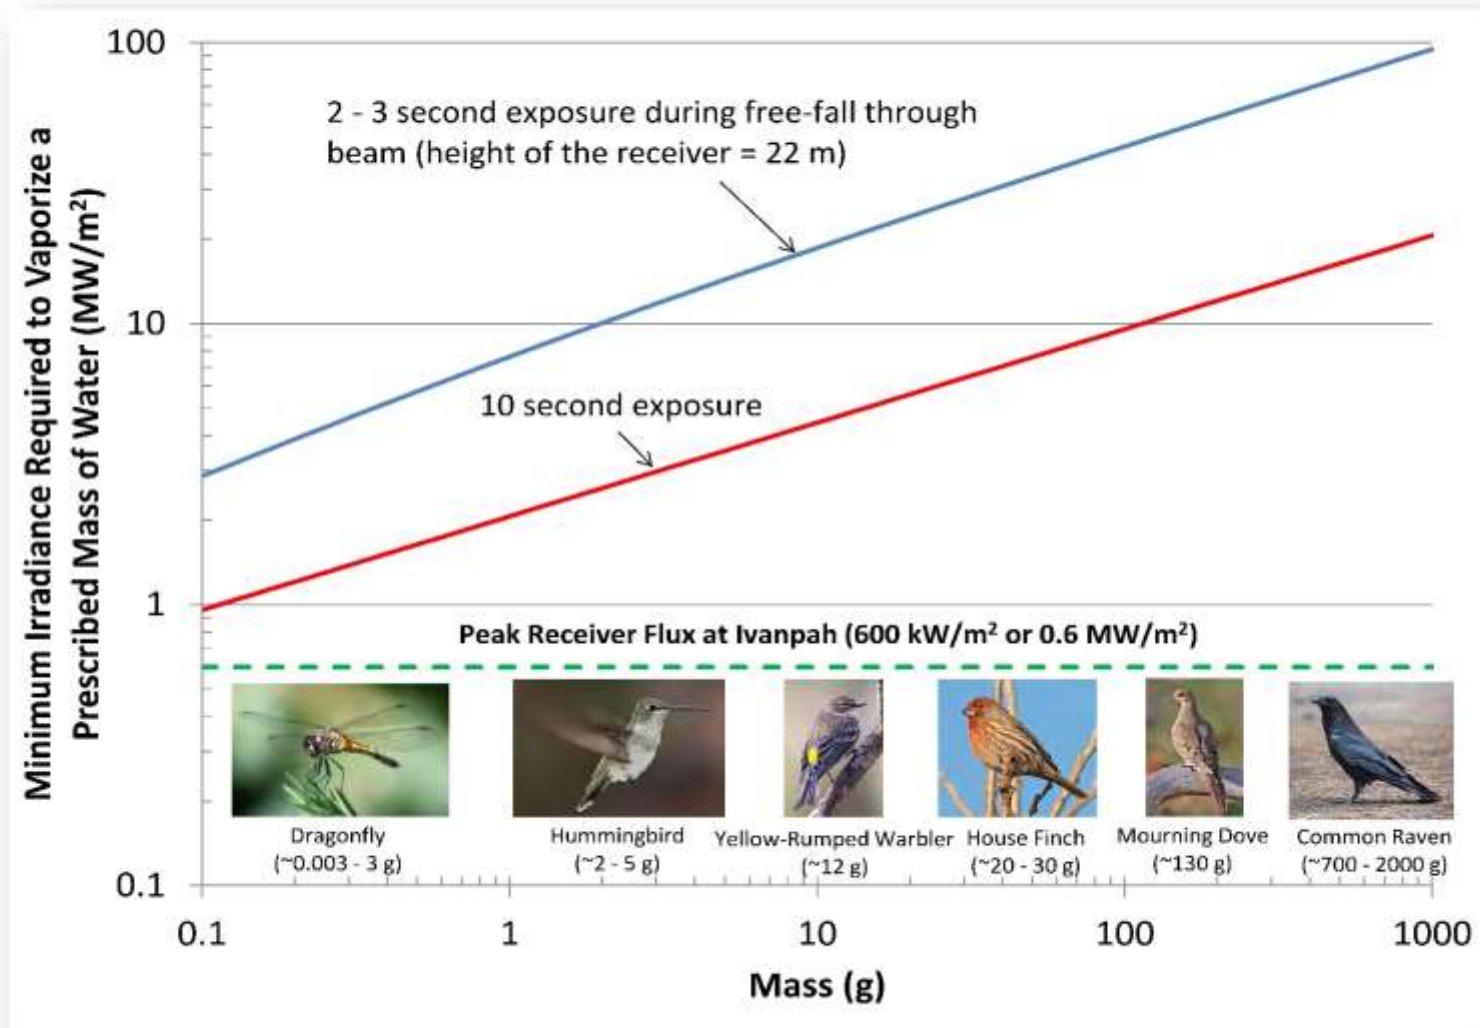 Minimum Irradiance Required to Vaporize a
Prescribed Mass of Water (MW/m²)
100
10
1
0.1
2 - 3 second exposure during free-fall through
beam (height of the receiver = 22 m)
10 second exposure
Peak Receiver Flux at Ivanpah (600 kW/m² or 0.6 MW/m²)
Dragonfly
(~0.003 - 3 g)
Hummingbird
(~2 - 5 g)
Yellow-Rumped Warbler
(~12 g)
House Finch
(~20 - 30 g)
Mourning Dove
(~130 g)
Common Raven
(~700 - 2000 g)
0.1
1
10
100
1000
Mass (g)